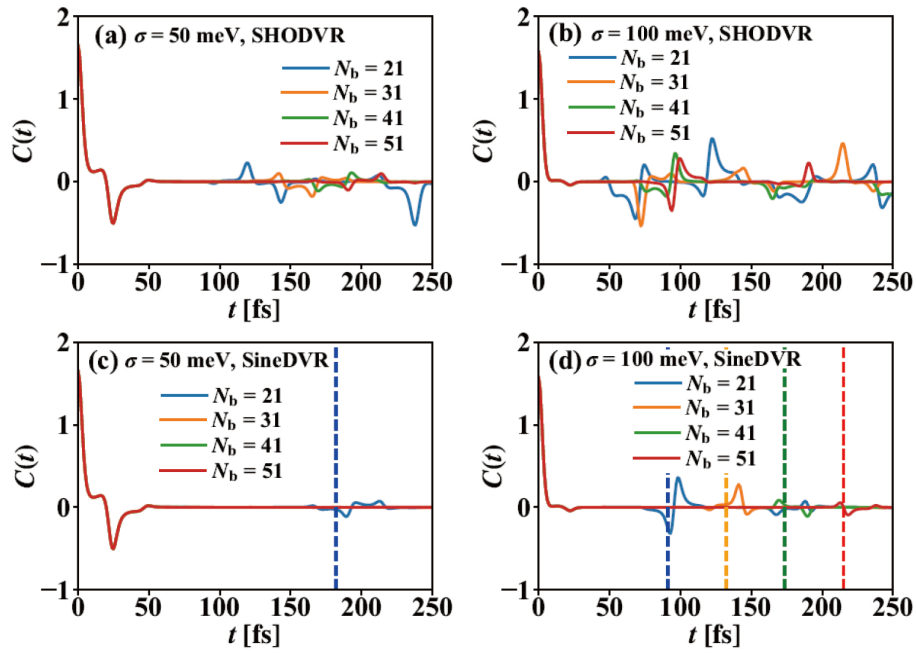 (a) σ = 50 meV, SHODVR
N_b = 21
N_b = 31
N_b = 41
N_b = 51
C(t)
2
1
0
−1
0 50 100 150 200 250
t [fs]
(b) σ = 100 meV, SHODVR
N_b = 21
N_b = 31
N_b = 41
N_b = 51
C(t)
2
1
0
−1
0 50 100 150 200 250
t [fs]
(c) σ = 50 meV, SineDVR
N_b = 21
N_b = 31
N_b = 41
N_b = 51
C(t)
2
1
0
−1
0 50 100 150 200 250
t [fs]
(d) σ = 100 meV, SineDVR
N_b = 21
N_b = 31
N_b = 41
N_b = 51
C(t)
2
1
0
−1
0 50 100 150 200 250
t [fs]